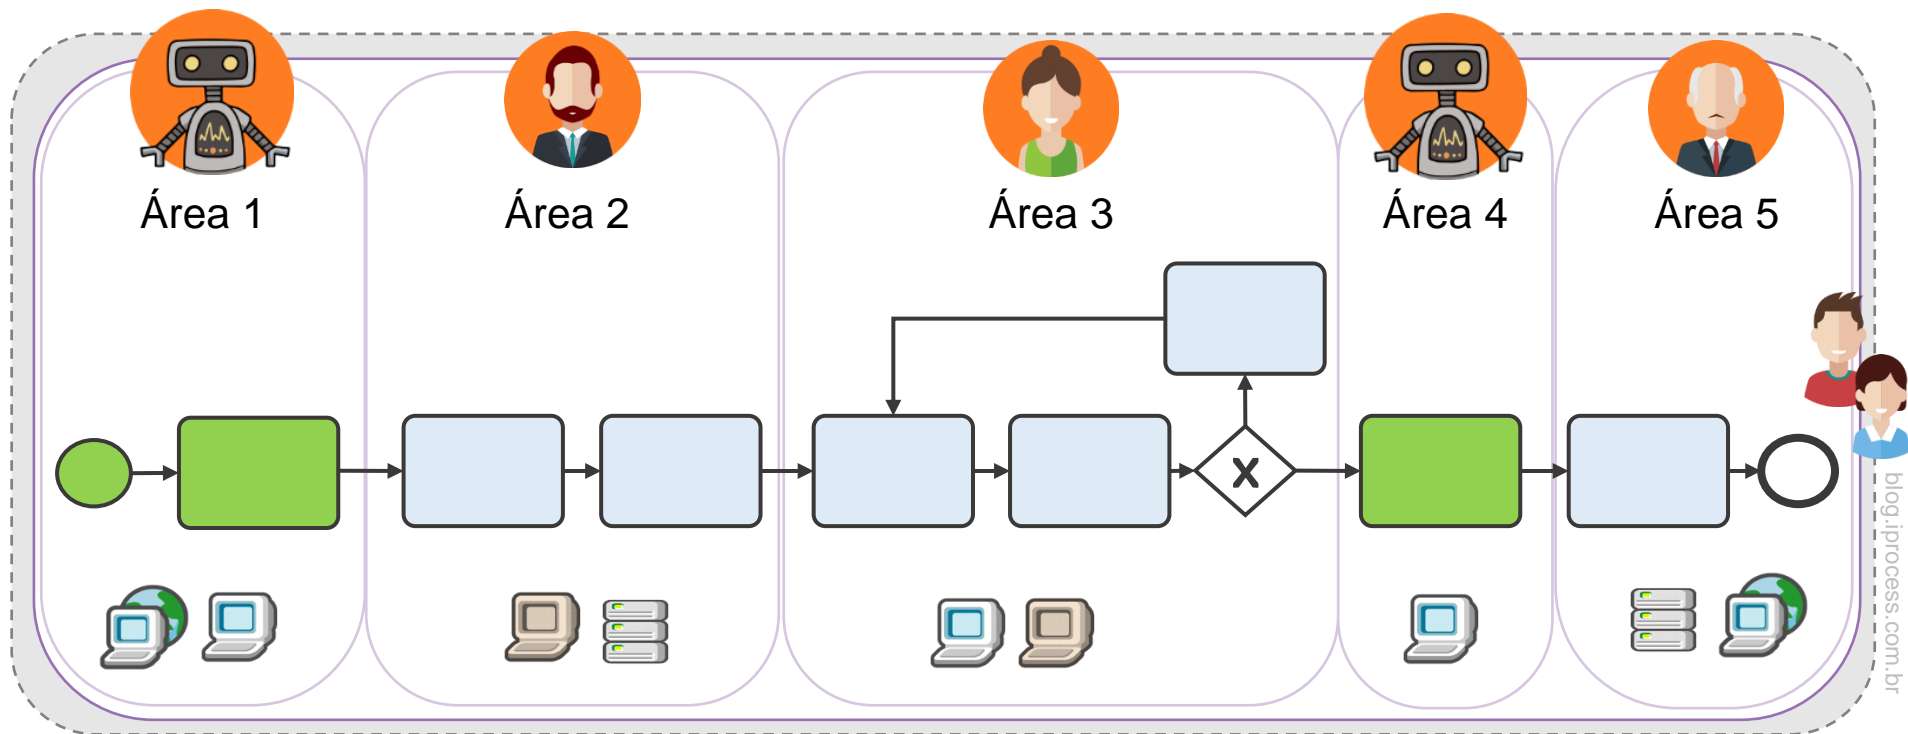 Área 1
Área 2
Área 3
Área 4
Área 5
X
blog.iprocess.com.br